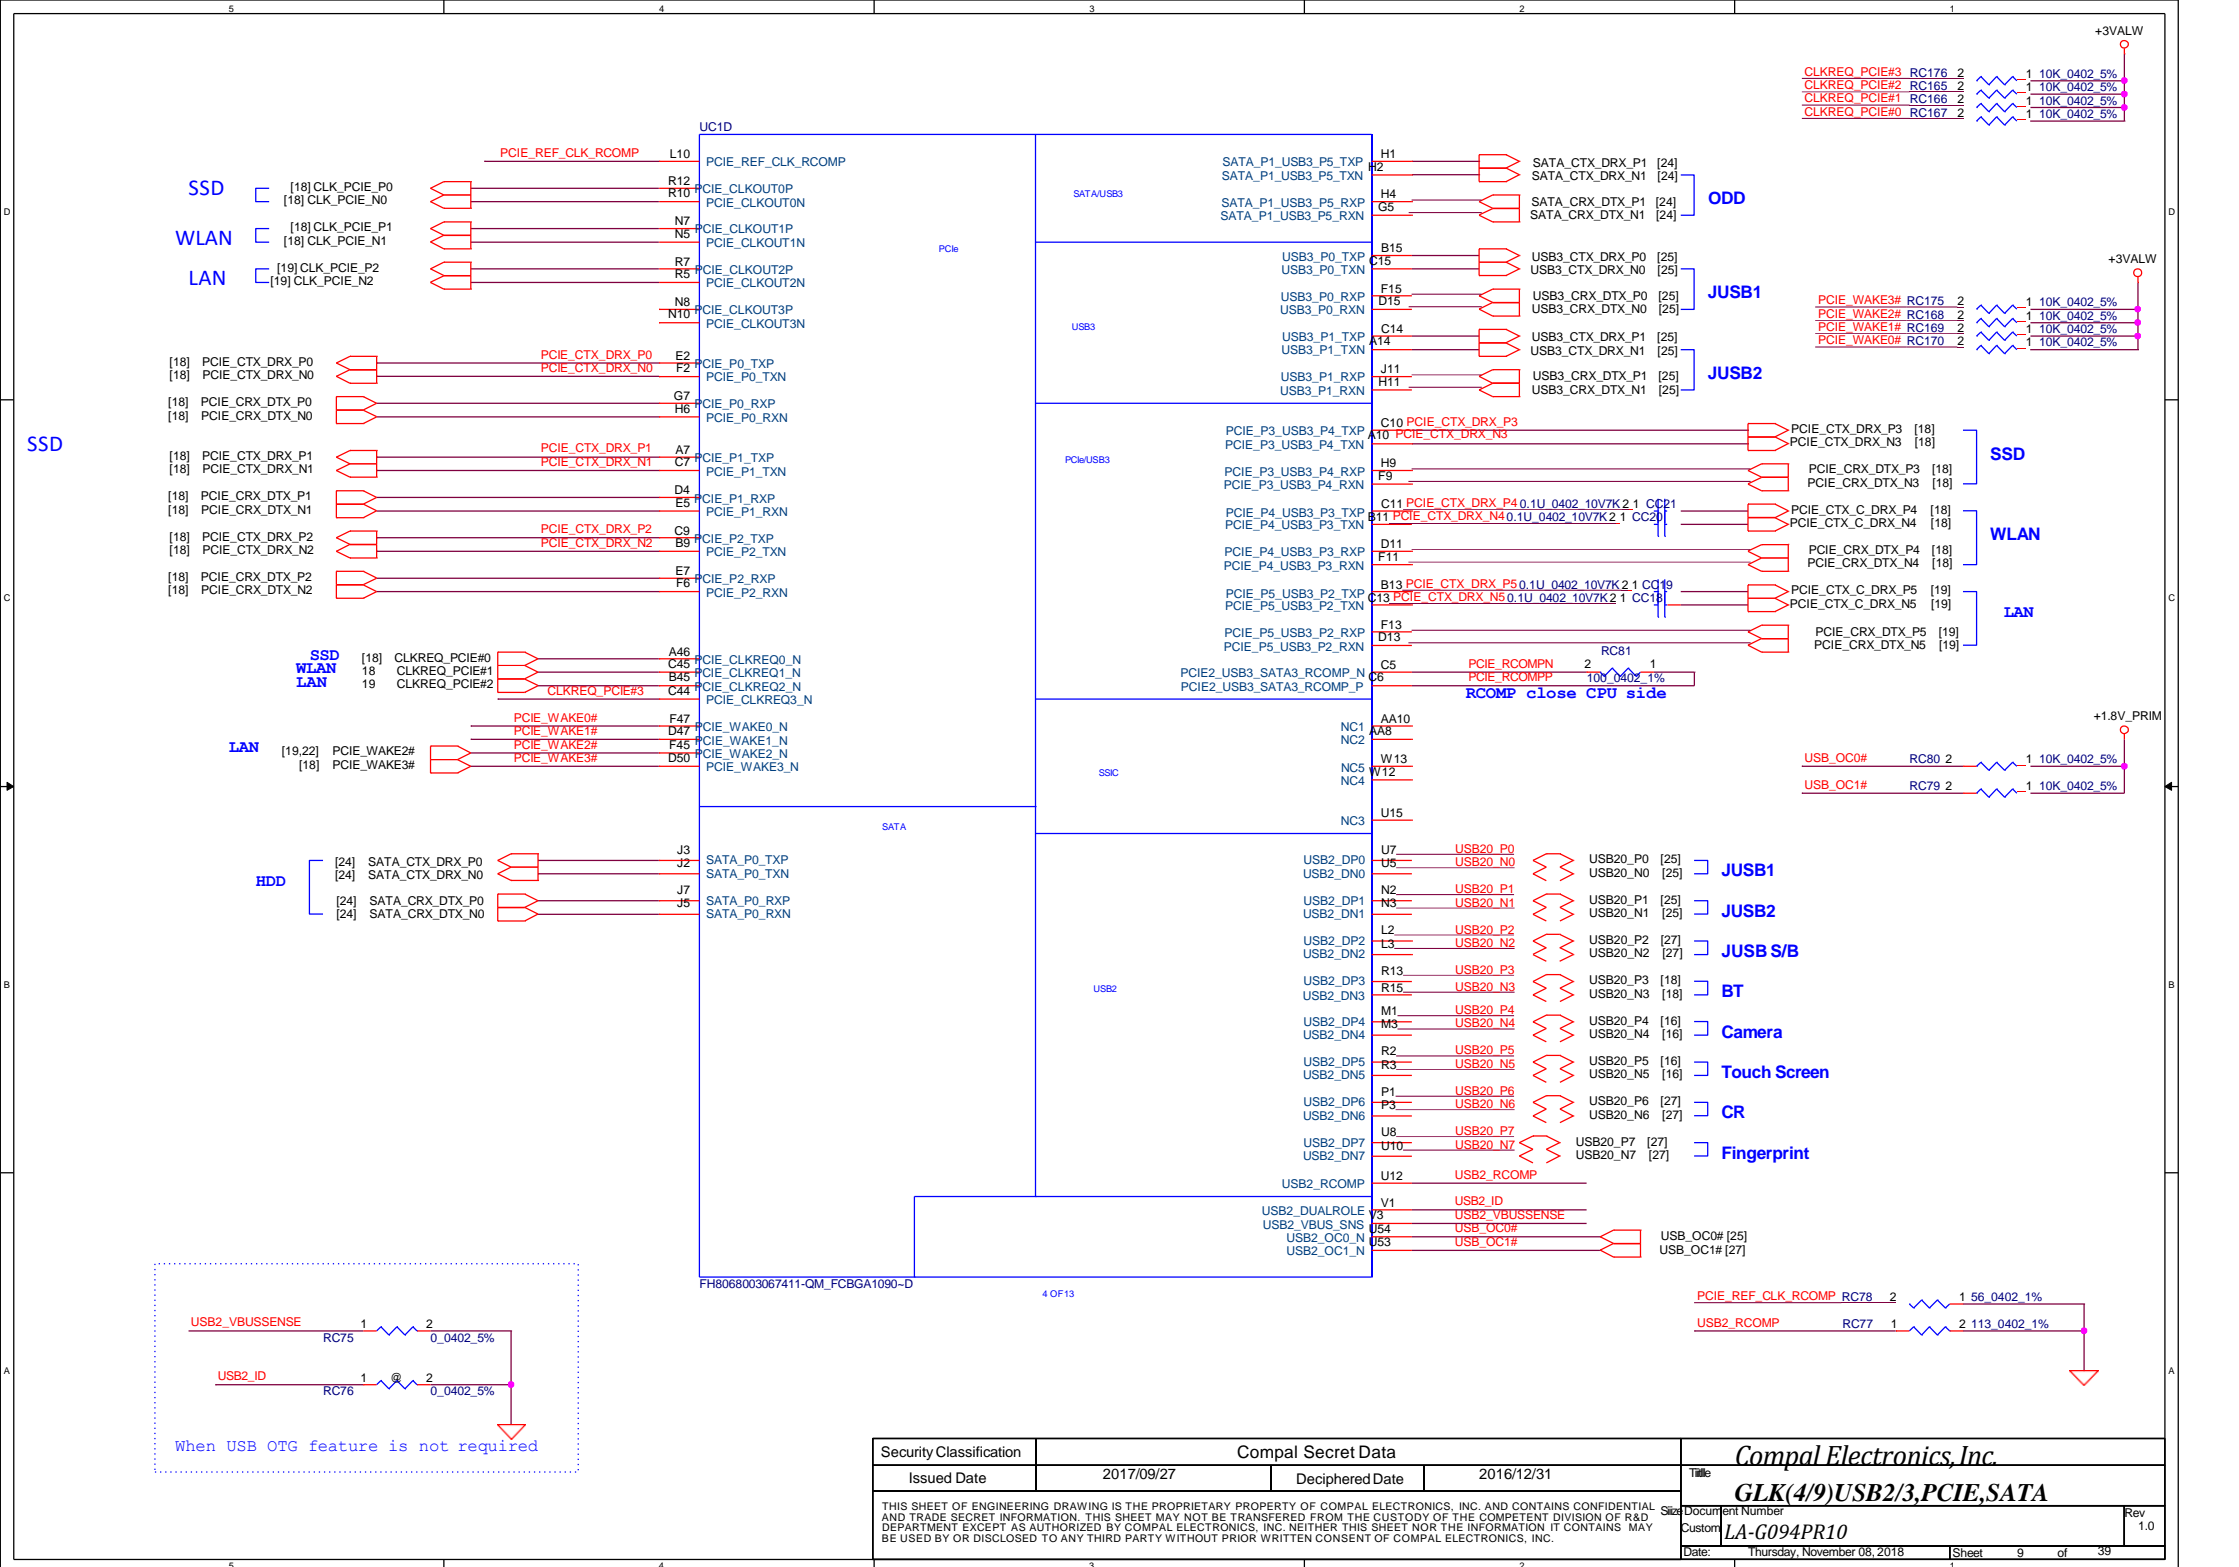 5 4 3 2 1
+3VALW
CLKREQ_PCIE#3 RC176 2 1 10K_0402_5%
CLKREQ_PCIE#2 RC165 2 1 10K_0402_5%
CLKREQ_PCIE#1 RC166 2 1 10K_0402_5%
CLKREQ_PCIE#0 RC167 2 1 10K_0402_5%
+3VALW
PCIE_WAKE3# RC175 2 1 10K_0402_5%
PCIE_WAKE2# RC168 2 1 10K_0402_5%
PCIE_WAKE1# RC169 2 1 10K_0402_5%
PCIE_WAKE0# RC170 2 1 10K_0402_5%
+1.8V_PRIM
USB_OC0# RC80 2 1 10K_0402_5%
USB_OC1# RC79 2 1 10K_0402_5%
UC1D
PCIE_REF_CLK_RCOMP L10 PCIE_REF_CLK_RCOMP
SSD
[18] CLK_PCIE_P0 R12 PCIE_CLKOUT0P
[18] CLK_PCIE_N0 R10 PCIE_CLKOUT0N
WLAN
[18] CLK_PCIE_P1 N7 PCIE_CLKOUT1P
[18] CLK_PCIE_N1 N5 PCIE_CLKOUT1N
LAN
[19] CLK_PCIE_P2 R7 PCIE_CLKOUT2P
[19] CLK_PCIE_N2 R5 PCIE_CLKOUT2N
N8 PCIE_CLKOUT3P
N10 PCIE_CLKOUT3N
SSD
[18] PCIE_CTX_DRX_P0 PCIE_CTX_DRX_P0 E2 PCIE_P0_TXP
[18] PCIE_CTX_DRX_N0 PCIE_CTX_DRX_N0 F2 PCIE_P0_TXN
[18] PCIE_CRX_DTX_P0 G7 PCIE_P0_RXP
[18] PCIE_CRX_DTX_N0 H6 PCIE_P0_RXN
[18] PCIE_CTX_DRX_P1 PCIE_CTX_DRX_P1 A7 PCIE_P1_TXP
[18] PCIE_CTX_DRX_N1 PCIE_CTX_DRX_N1 C7 PCIE_P1_TXN
[18] PCIE_CRX_DTX_P1 D4 PCIE_P1_RXP
[18] PCIE_CRX_DTX_N1 E5 PCIE_P1_RXN
[18] PCIE_CTX_DRX_P2 PCIE_CTX_DRX_P2 C9 PCIE_P2_TXP
[18] PCIE_CTX_DRX_N2 PCIE_CTX_DRX_N2 B9 PCIE_P2_TXN
[18] PCIE_CRX_DTX_P2 E7 PCIE_P2_RXP
[18] PCIE_CRX_DTX_N2 F6 PCIE_P2_RXN
SSD [18] CLKREQ_PCIE#0 A46 PCIE_CLKREQ0_N
WLAN 18 CLKREQ_PCIE#1 C45 PCIE_CLKREQ1_N
LAN 19 CLKREQ_PCIE#2 B45 PCIE_CLKREQ2_N
CLKREQ_PCIE#3 C44 PCIE_CLKREQ3_N
PCIE_WAKE0# F47 PCIE_WAKE0_N
PCIE_WAKE1# D47 PCIE_WAKE1_N
LAN [19,22] PCIE_WAKE2# PCIE_WAKE2# F45 PCIE_WAKE2_N
[18] PCIE_WAKE3# PCIE_WAKE3# D50 PCIE_WAKE3_N
HDD
[24] SATA_CTX_DRX_P0 J3 SATA_P0_TXP
[24] SATA_CTX_DRX_N0 J2 SATA_P0_TXN
[24] SATA_CRX_DTX_P0 J7 SATA_P0_RXP
[24] SATA_CRX_DTX_N0 J5 SATA_P0_RXN
PCIe
SATA
SATA/USB3
USB3
PCIe/USB3
SSIC
USB2
SATA_P1_USB3_P5_TXP H1 SATA_CTX_DRX_P1 [24]
SATA_P1_USB3_P5_TXN H2 SATA_CTX_DRX_N1 [24]
SATA_P1_USB3_P5_RXP H4 SATA_CRX_DTX_P1 [24]
SATA_P1_USB3_P5_RXN G5 SATA_CRX_DTX_N1 [24]
ODD
USB3_P0_TXP B15 USB3_CTX_DRX_P0 [25]
USB3_P0_TXN C15 USB3_CTX_DRX_N0 [25]
USB3_P0_RXP F15 USB3_CRX_DTX_P0 [25]
USB3_P0_RXN D15 USB3_CRX_DTX_N0 [25]
JUSB1
USB3_P1_TXP C14 USB3_CTX_DRX_P1 [25]
USB3_P1_TXN A14 USB3_CTX_DRX_N1 [25]
USB3_P1_RXP J11 USB3_CRX_DTX_P1 [25]
USB3_P1_RXN H11 USB3_CRX_DTX_N1 [25]
JUSB2
PCIE_P3_USB3_P4_TXP C10 PCIE_CTX_DRX_P3 PCIE_CTX_DRX_P3 [18]
PCIE_P3_USB3_P4_TXN A10 PCIE_CTX_DRX_N3 PCIE_CTX_DRX_N3 [18]
PCIE_P3_USB3_P4_RXP H9 PCIE_CRX_DTX_P3 [18]
PCIE_P3_USB3_P4_RXN F9 PCIE_CRX_DTX_N3 [18]
SSD
PCIE_P4_USB3_P3_TXP C11 PCIE_CTX_DRX_P4 0.1U_0402_10V7K 2 1 CC21 PCIE_CTX_C_DRX_P4 [18]
PCIE_P4_USB3_P3_TXN B11 PCIE_CTX_DRX_N4 0.1U_0402_10V7K 2 1 CC20 PCIE_CTX_C_DRX_N4 [18]
PCIE_P4_USB3_P3_RXP D11 PCIE_CRX_DTX_P4 [18]
PCIE_P4_USB3_P3_RXN F11 PCIE_CRX_DTX_N4 [18]
WLAN
PCIE_P5_USB3_P2_TXP B13 PCIE_CTX_DRX_P5 0.1U_0402_10V7K 2 1 CC19 PCIE_CTX_C_DRX_P5 [19]
PCIE_P5_USB3_P2_TXN C13 PCIE_CTX_DRX_N5 0.1U_0402_10V7K 2 1 CC18 PCIE_CTX_C_DRX_N5 [19]
PCIE_P5_USB3_P2_RXP F13 PCIE_CRX_DTX_P5 [19]
PCIE_P5_USB3_P2_RXN D13 PCIE_CRX_DTX_N5 [19]
LAN
RC81
PCIE2_USB3_SATA3_RCOMP_N C5 PCIE_RCOMPN 2 1
PCIE2_USB3_SATA3_RCOMP_P C6 PCIE_RCOMPP 100_0402_1%
RCOMP close CPU side
NC1 AA10
NC2 AA8
NC5 W13
NC4 W12
NC3 U15
USB2_DP0 U7 USB20_P0 USB20_P0 [25]
USB2_DN0 U5 USB20_N0 USB20_N0 [25]
JUSB1
USB2_DP1 N2 USB20_P1 USB20_P1 [25]
USB2_DN1 N3 USB20_N1 USB20_N1 [25]
JUSB2
USB2_DP2 L2 USB20_P2 USB20_P2 [27]
USB2_DN2 L3 USB20_N2 USB20_N2 [27]
JUSB S/B
USB2_DP3 R13 USB20_P3 USB20_P3 [18]
USB2_DN3 R15 USB20_N3 USB20_N3 [18]
BT
USB2_DP4 M1 USB20_P4 USB20_P4 [16]
USB2_DN4 M3 USB20_N4 USB20_N4 [16]
Camera
USB2_DP5 R2 USB20_P5 USB20_P5 [16]
USB2_DN5 R3 USB20_N5 USB20_N5 [16]
Touch Screen
USB2_DP6 P1 USB20_P6 USB20_P6 [27]
USB2_DN6 P3 USB20_N6 USB20_N6 [27]
CR
USB2_DP7 U8 USB20_P7 USB20_P7 [27]
USB2_DN7 U10 USB20_N7 USB20_N7 [27]
Fingerprint
USB2_RCOMP U12 USB2_RCOMP
USB2_DUALROLE V1 USB2_ID
USB2_VBUS_SNS V3 USB2_VBUSSENSE
USB2_OC0_N U54 USB_OC0# USB_OC0# [25]
USB2_OC1_N U53 USB_OC1# USB_OC1# [27]
FH8068003067411-QM_FCBGA1090~D
4 OF13
PCIE_REF_CLK_RCOMP RC78 2 1 56_0402_1%
USB2_RCOMP RC77 1 2 113_0402_1%
USB2_VBUSSENSE 1 2
RC75 0_0402_5%
USB2_ID 1 @ 2
RC76 0_0402_5%
When USB OTG feature is not required
D D
C C
B B
A A
Security Classification Compal Secret Data
Issued Date 2017/09/27 Deciphered Date 2016/12/31
THIS SHEET OF ENGINEERING DRAWING IS THE PROPRIETARY PROPERTY OF COMPAL ELECTRONICS, INC. AND CONTAINS CONFIDENTIAL
AND TRADE SECRET INFORMATION. THIS SHEET MAY NOT BE TRANSFERED FROM THE CUSTODY OF THE COMPETENT DIVISION OF R&D
DEPARTMENT EXCEPT AS AUTHORIZED BY COMPAL ELECTRONICS, INC. NEITHER THIS SHEET NOR THE INFORMATION IT CONTAINS MAY
BE USED BY OR DISCLOSED TO ANY THIRD PARTY WITHOUT PRIOR WRITTEN CONSENT OF COMPAL ELECTRONICS, INC.
Compal Electronics, Inc.
Title
GLK(4/9)USB2/3,PCIE,SATA
Size Document Number Rev
Custom LA-G094PR10 1.0
Date: Thursday, November 08, 2018 Sheet 9 of 39
5 4 3 2 1